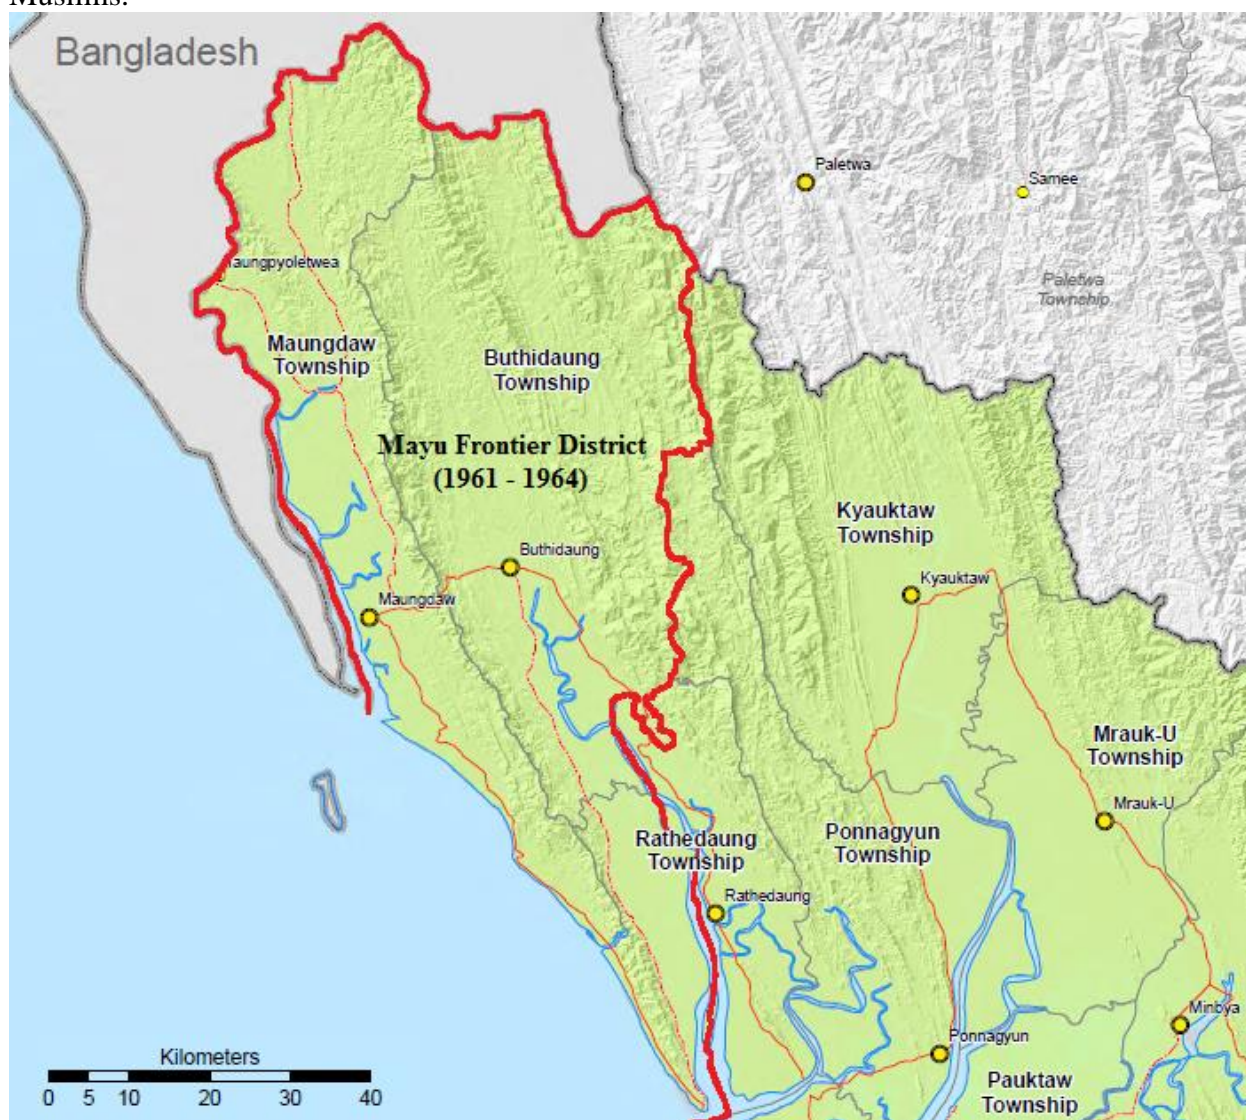 Muslims.
Bangladesh
Paletwa
Samee
Taungpyoletwea
Paletwa
Township
Maungdaw
Township
Buthidaung
Township
Mayu Frontier District
(1961 - 1964)
Kyauktaw
Township
Buthidaung
Kyauktaw
Maungdaw
Mrauk-U
Township
Mrauk-U
Rathedaung
Township
Ponnagyun
Township
Rathedaung
Minbya
Ponnagyun
Kilometers
0 5 10 20 30 40
Pauktaw
Township